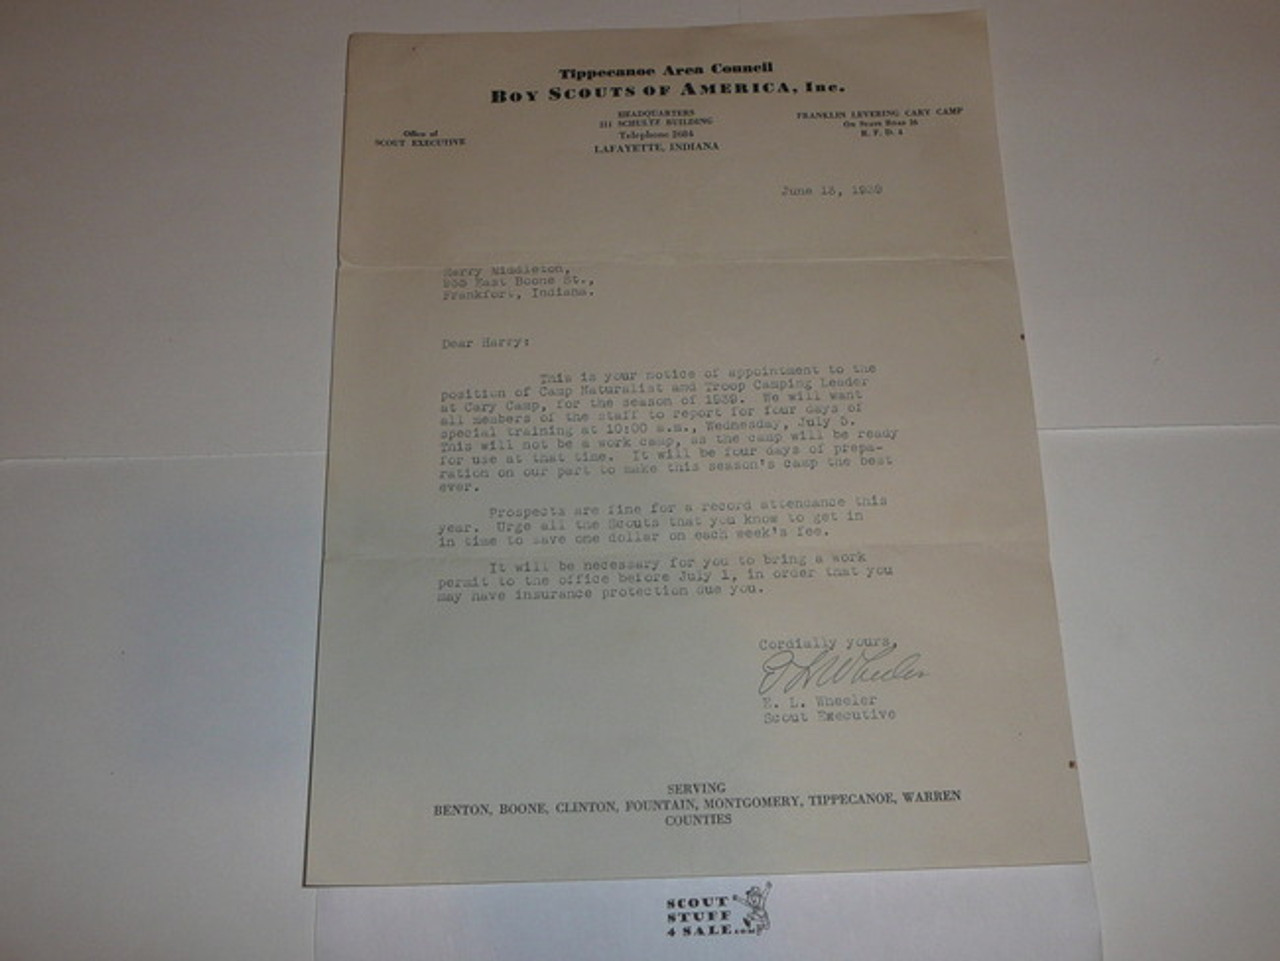 Tippecanoe Area Council
BOY SCOUTS OF AMERICA, Inc.
HEADQUARTERS
SCHULTZ BUILDING
Telephone 2684
LAFAYETTE, INDIANA
Office of
SCOUT EXECUTIVE
FRANKLIN LEVERING CARY CAMP
On State Road
R. F. D. 4
June 13, 1939
Harry Middleton,
East Boone St.,
Frankfort, Indiana.
Dear Harry:
This is your notice of appointment to the
position of Camp Naturalist and Troop Camping Leader
at Cary Camp, for the season of 1939. We will want
all members of the staff to report for four days of
special training at 10:00 a.m., Wednesday, July 5.
This will not be a work camp, as the camp will be ready
for use at that time. It will be four days of prepa-
ration on our part to make this season's camp the best
ever.
Prospects are fine for a record attendance this
year. Urge all the Scouts that you know to get in
in time to save one dollar on each week's fee.
It will be necessary for you to bring a work
permit to the office before July 1, in order that you
may have insurance protection due you.
Cordially yours,
E L Wheeler
E. L. Wheeler
Scout Executive
SERVING
BENTON, BOONE, CLINTON, FOUNTAIN, MONTGOMERY, TIPPECANOE, WARREN
COUNTIES
SCOUT
STUFF
4 SALE.com